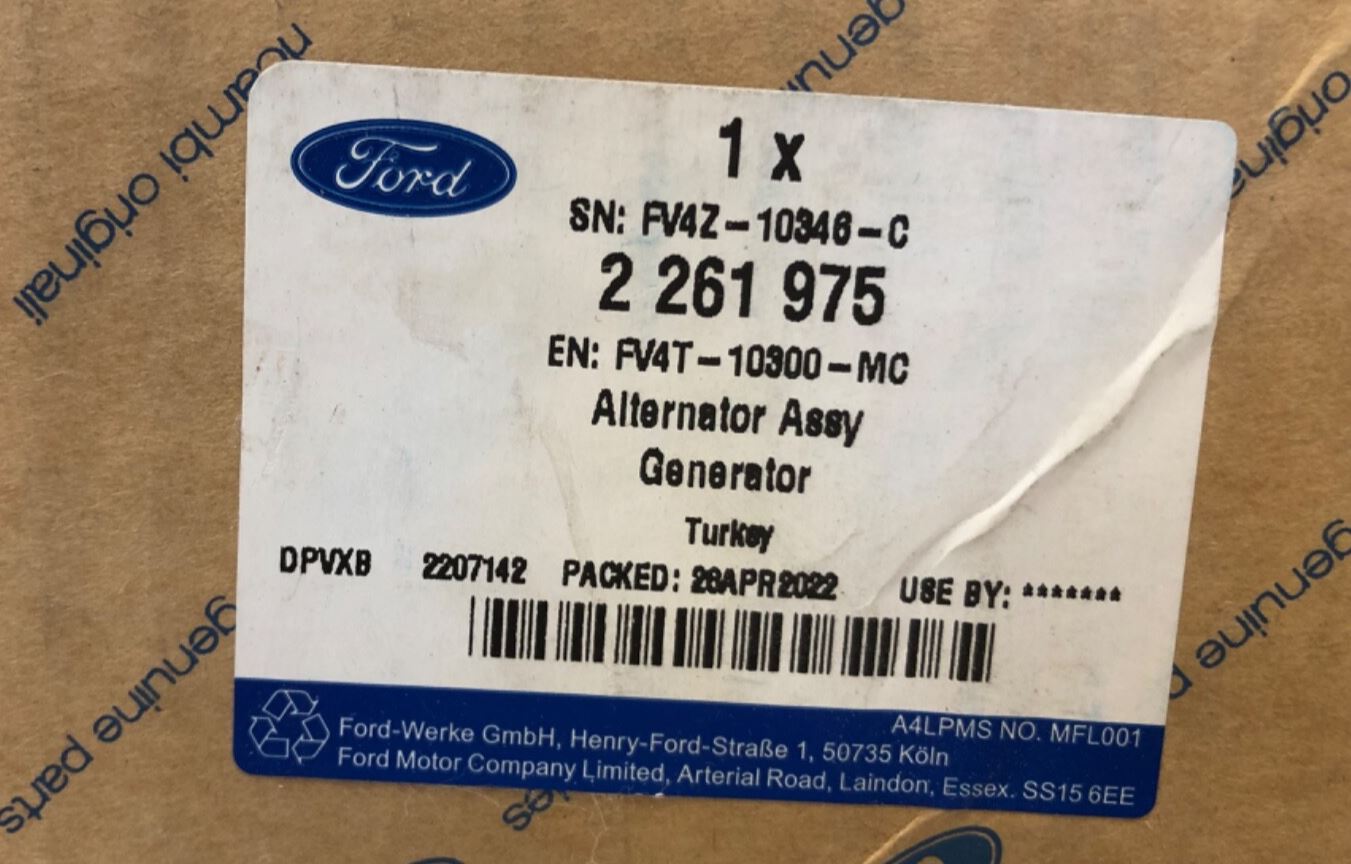 ricambi originali
genuine
origina
Ford
1 x
SN: FV4Z-10346-C
2 261 975
EN: FV4T-10300-MC
Alternator Assy
Generator
Turkey
DPVXB 2207142 PACKED: 28APR2022 USE BY: *******
A4LPMS NO. MFL001
Ford-Werke GmbH, Henry-Ford-Straße 1, 50735 Köln
Ford Motor Company Limited, Arterial Road, Laindon, Essex. SS15 6EE
genuine parts
genuine p